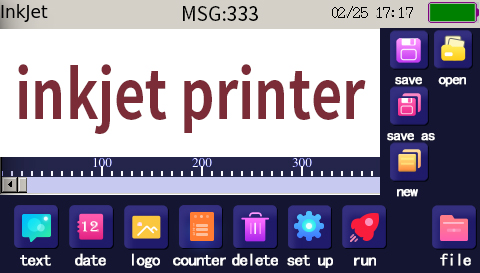 InkJet MSG:333 02/25 17:17
inkjet printer
save open
save as
new
100 200 300
12
text date logo counter delete set up run file